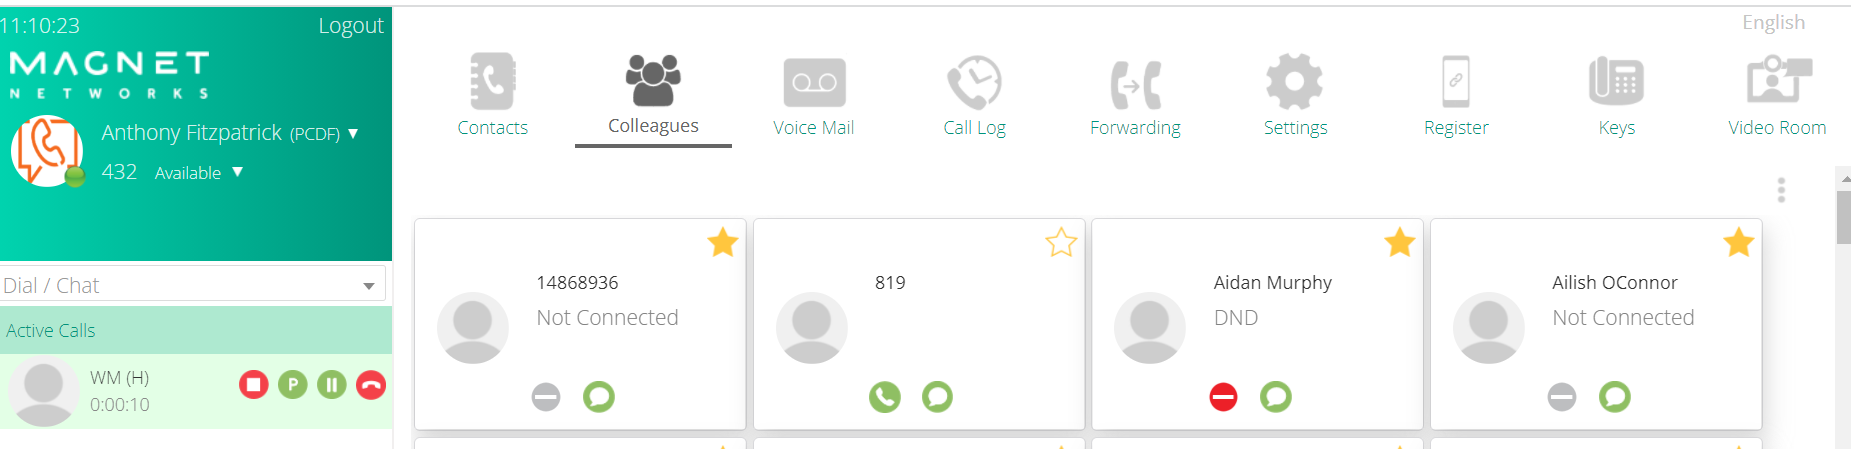 11:10:23
Logout
MAGNET
NETWORKS
Anthony Fitzpatrick (PCDF)
432 Available
Dial / Chat
Active Calls
WM (H)
0:00:10
P
English
Contacts
Colleagues
Voice Mail
Call Log
Forwarding
Settings
Register
Keys
Video Room
14868936
Not Connected
819
Aidan Murphy
DND
Ailish OConnor
Not Connected